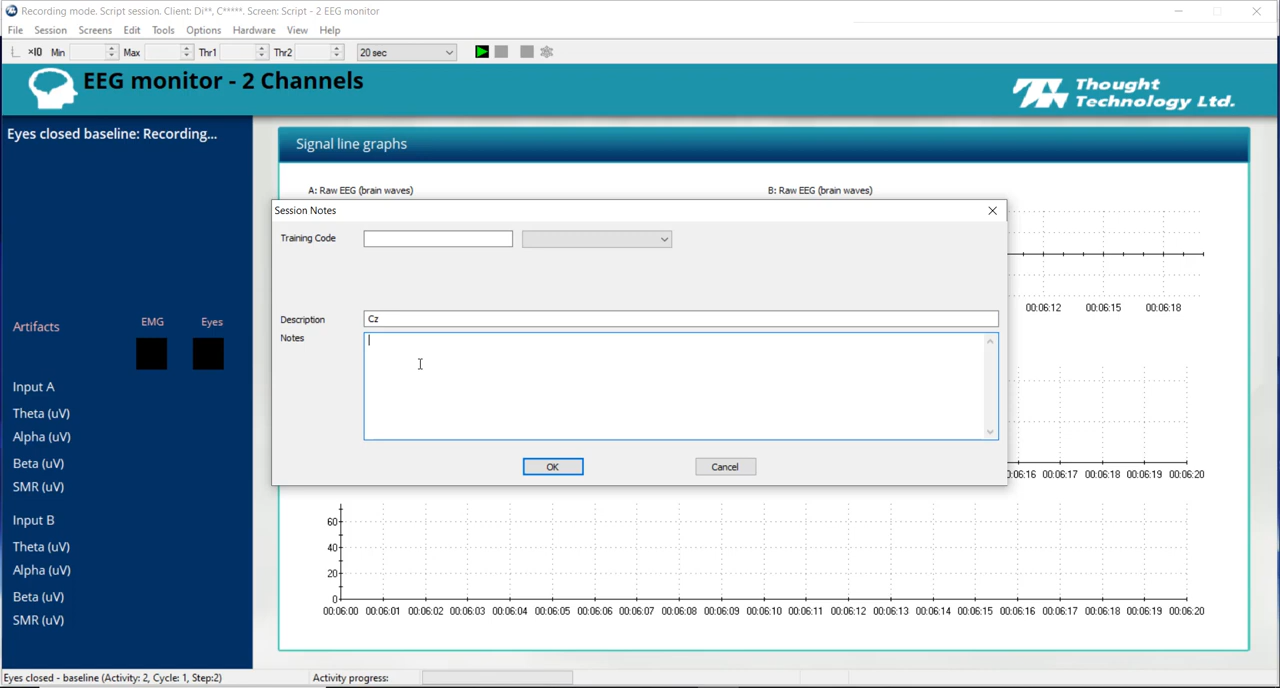 Recording mode. Script session. Client: Di**, C*****. Screen: Script - 2 EEG monitor
File Session Screens Edit Tools Options Hardware View Help
×10 Min Max Thr1 Thr2 20 sec
EEG monitor - 2 Channels
Thought
Technology Ltd.
Eyes closed baseline: Recording...
Signal line graphs
A: Raw EEG (brain waves) B: Raw EEG (brain waves)
Session Notes
Training Code
Description Cz
Notes
OK Cancel
00:06:12 00:06:15 00:06:18
Artifacts EMG Eyes
Input A
Theta (uV)
Alpha (uV)
Beta (uV)
SMR (uV)
0:06:16 00:06:17 00:06:18 00:06:19 00:06:20
Input B
Theta (uV)
Alpha (uV)
Beta (uV)
SMR (uV)
60
40
20
0
00:06:00 00:06:01 00:06:02 00:06:03 00:06:04 00:06:05 00:06:06 00:06:07 00:06:08 00:06:09 00:06:10 00:06:11 00:06:12 00:06:13 00:06:14 00:06:15 00:06:16 00:06:17 00:06:18 00:06:19 00:06:20
Eyes closed - baseline (Activity: 2, Cycle: 1, Step:2) Activity progress: